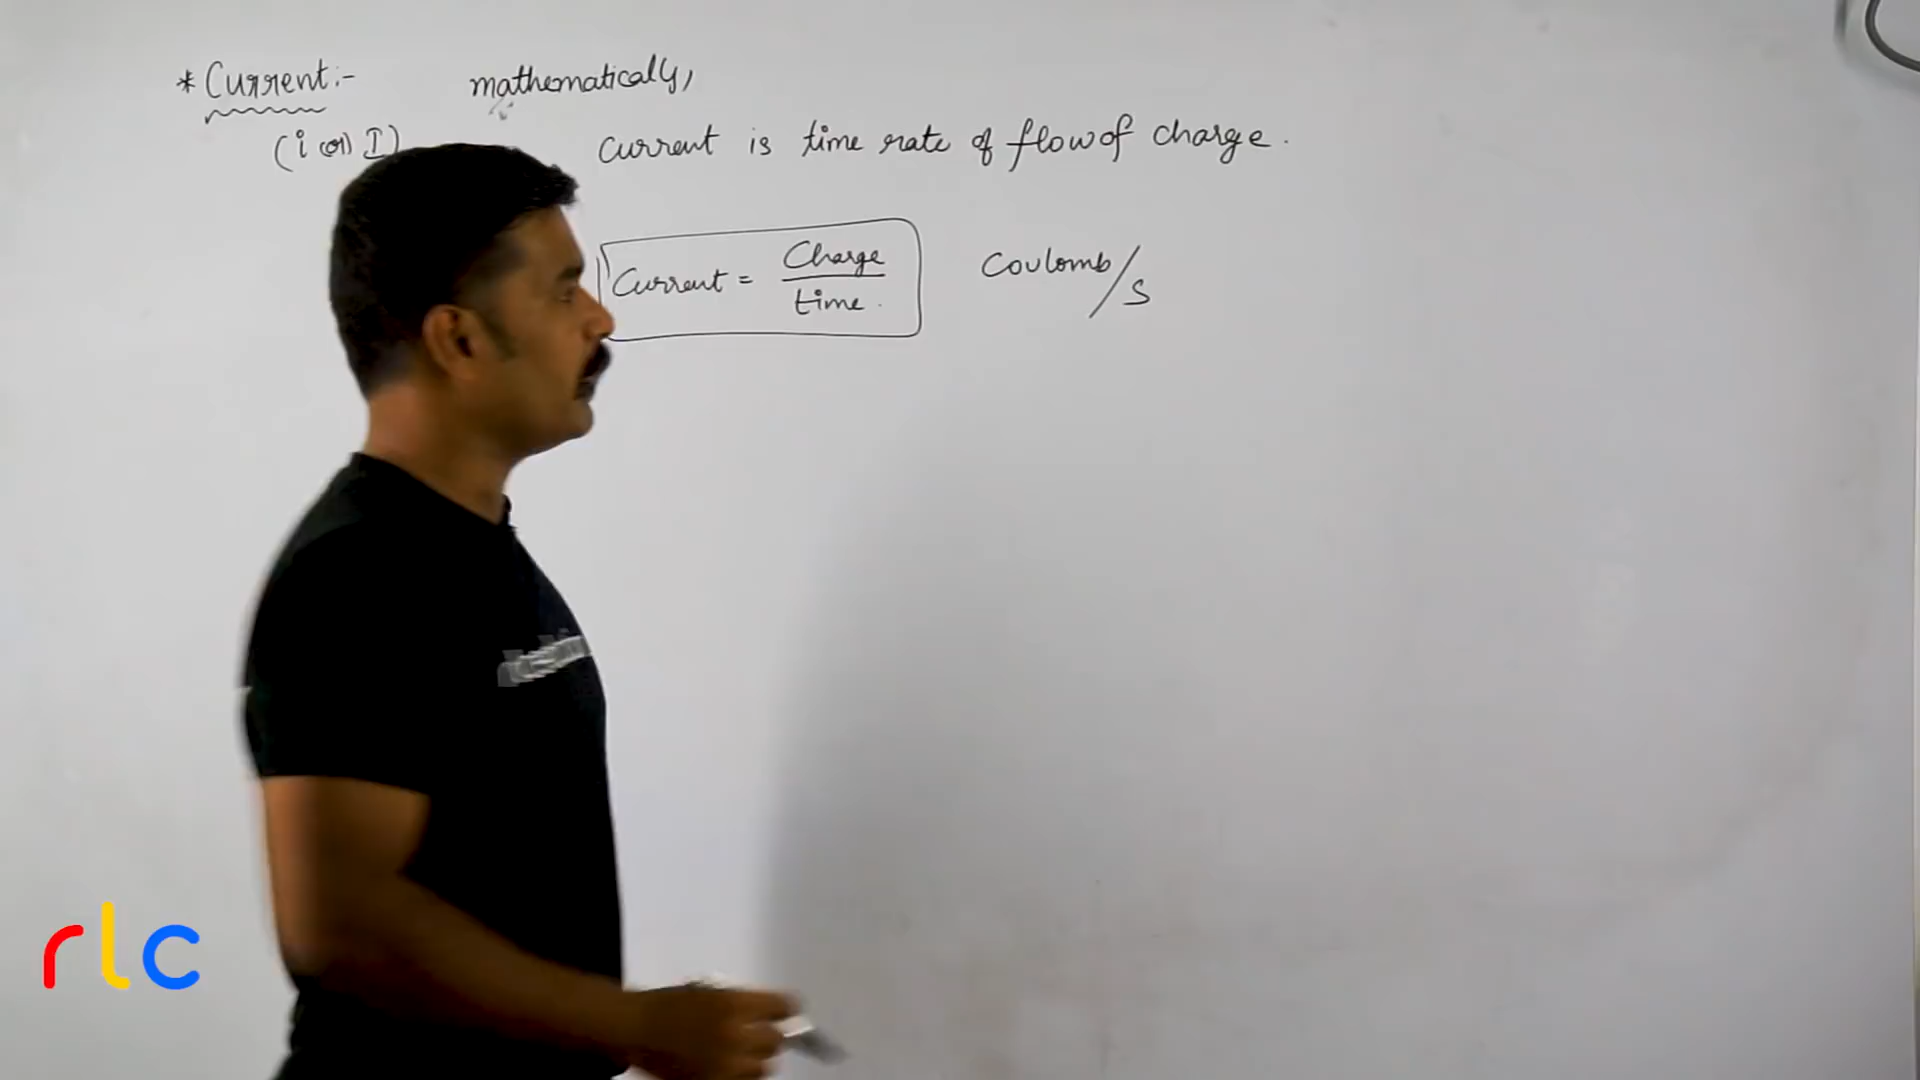 * Current:-
mathematically,
(i or I)
Current is time rate of flow of charge.
Current = Charge / time.
Coulomb/s
rlc